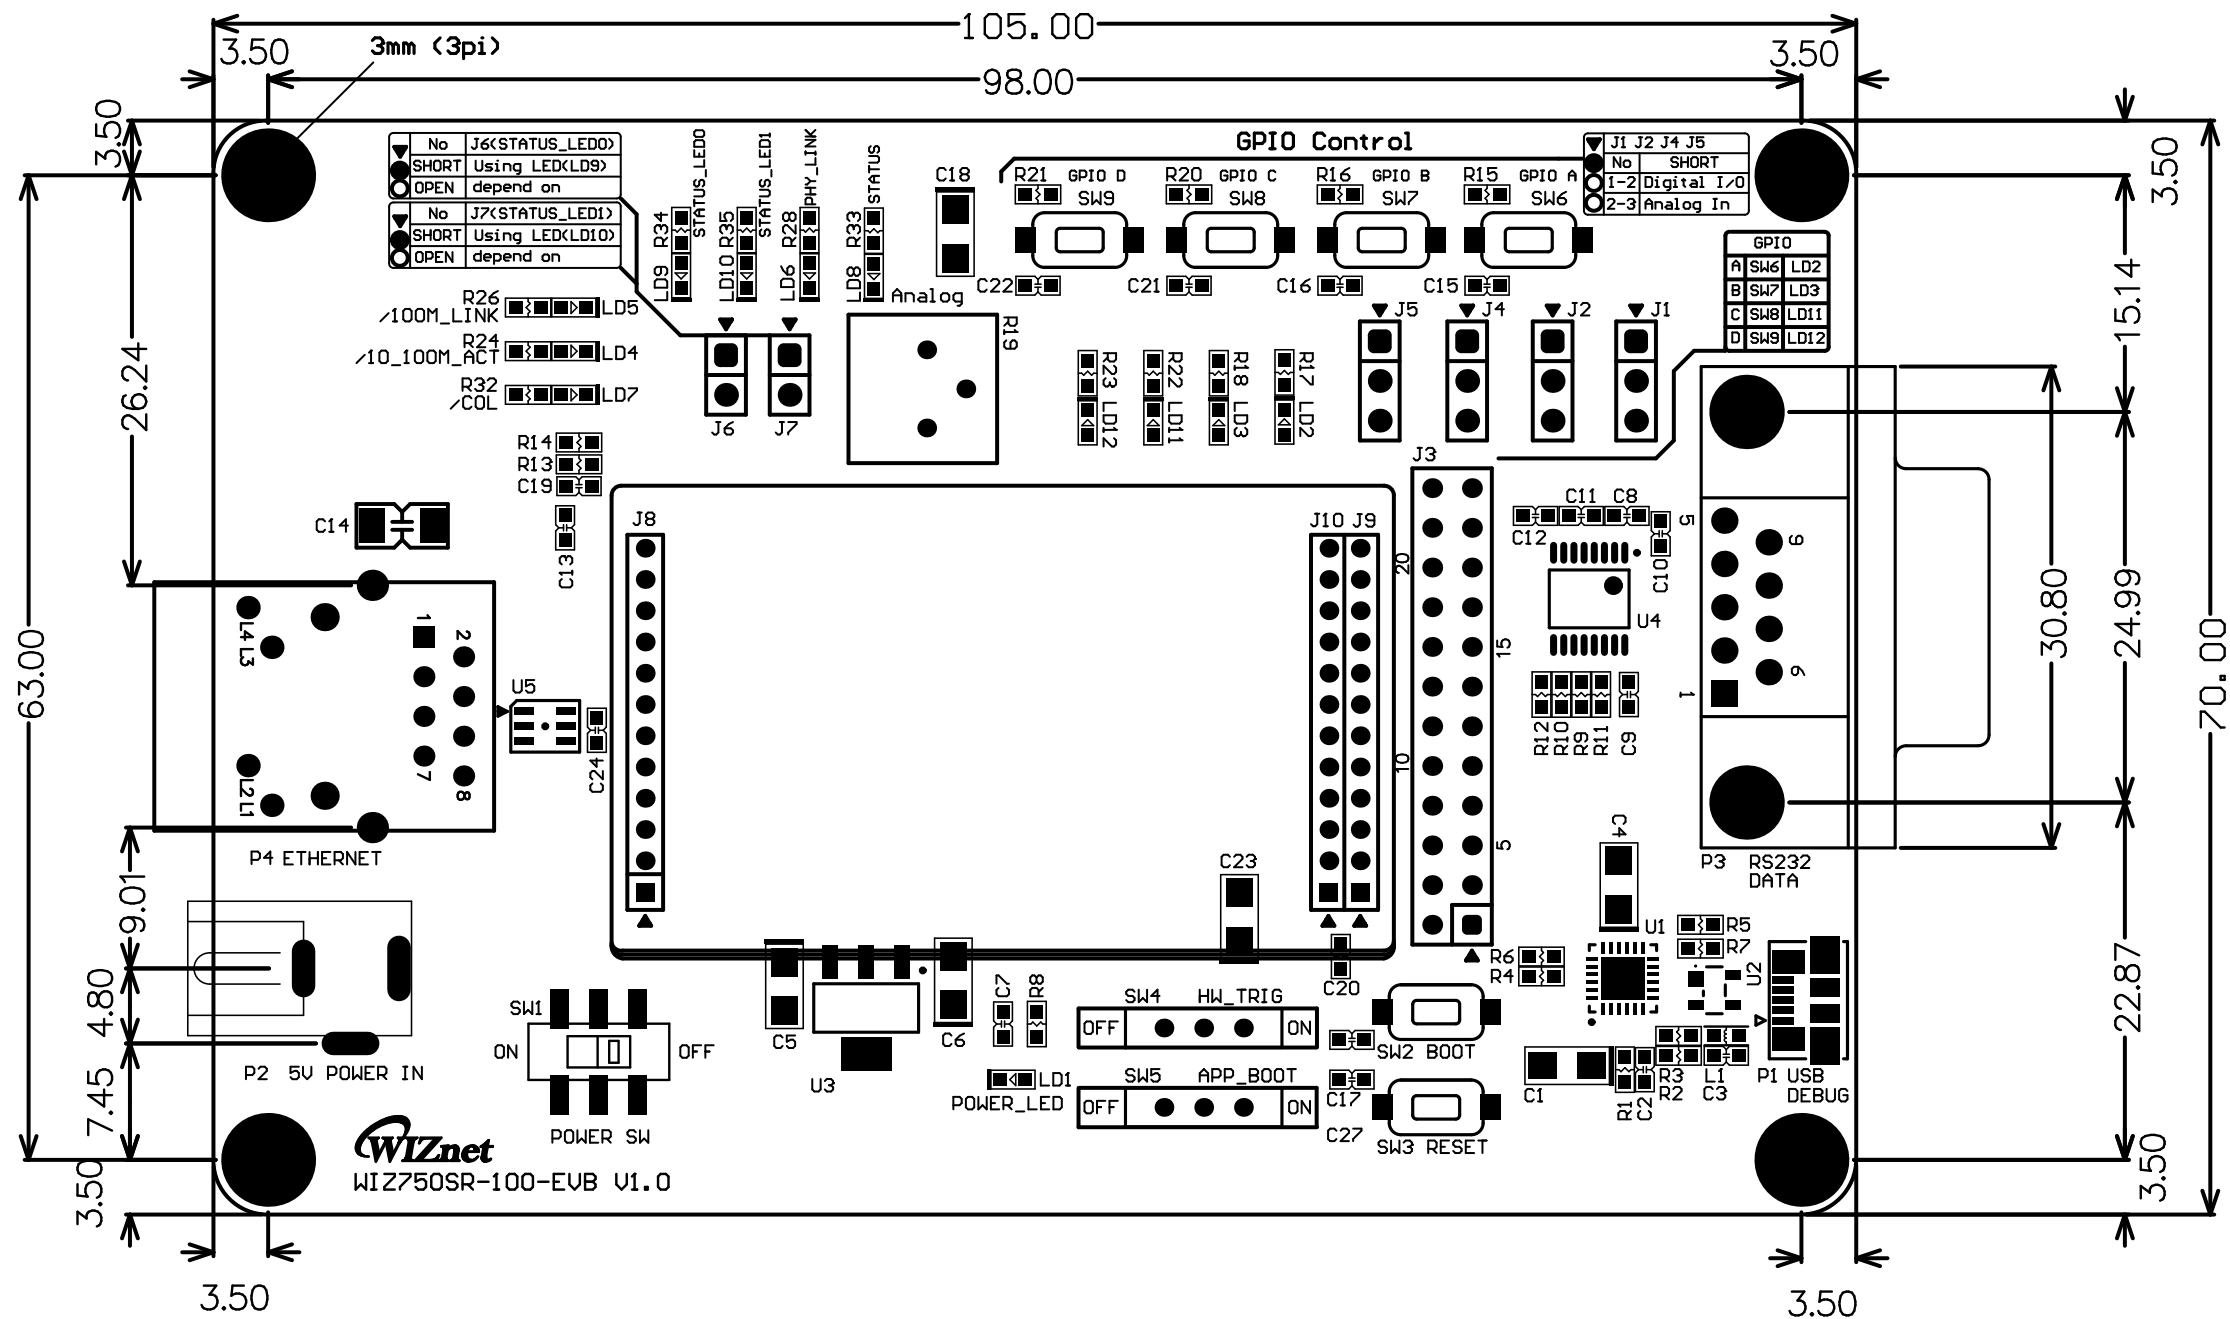 105.00
3.50
3mm (3pi)
3.50
98.00
3.50
3.50
26.24
63.00
9.01
4.80
7.45
3.50
3.50
15.14
24.99
30.80
70.00
22.87
3.50
3.50
3.50
No J6(STATUS_LED0)
SHORT Using LED(LD9)
OPEN depend on
No J7(STATUS_LED1)
SHORT Using LED(LD10)
OPEN depend on
STATUS_LED0
STATUS_LED1
PHY_LINK
STATUS
R34
R35
R28
R33
LD9
LD10
LD6
LD8
C18
Analog
R19
GPIO Control
R21 GPIO D
SW9
R20 GPIO C
SW8
R16 GPIO B
SW7
R15 GPIO A
SW6
C22
C21
C16
C15
J1 J2 J4 J5
No SHORT
1-2 Digital I/O
2-3 Analog In
GPIO
A SW6 LD2
B SW7 LD3
C SW8 LD11
D SW9 LD12
R26
/100M_LINK
LD5
R24
/10_100M_ACT
LD4
R32
/COL
LD7
J6
J7
R23
LD12
R22
LD11
R18
LD3
R17
LD2
J5
J4
J2
J1
R14
R13
C19
C14
C13
J8
J10 J9
J3
20
15
10
5
C11 C8
C12
C10
U4
R12
R10
R9
R11
C9
5
9
6
1
P3 RS232
DATA
L4
L3
1
2
L2
L1
7
8
P4 ETHERNET
U5
C24
C23
C4
U1
R5
R7
U2
R6
R4
C20
P2 5V POWER IN
SW1
ON
OFF
POWER SW
C5
U3
C6
C7
R8
LD1
POWER_LED
SW4 HW_TRIG
OFF
ON
SW5 APP_BOOT
OFF
ON
SW2 BOOT
C17
C27
SW3 RESET
C1
R1
C2
R3
R2
L1
C3
P1 USB
DEBUG
WIZnet
WIZ750SR-100-EVB V1.0